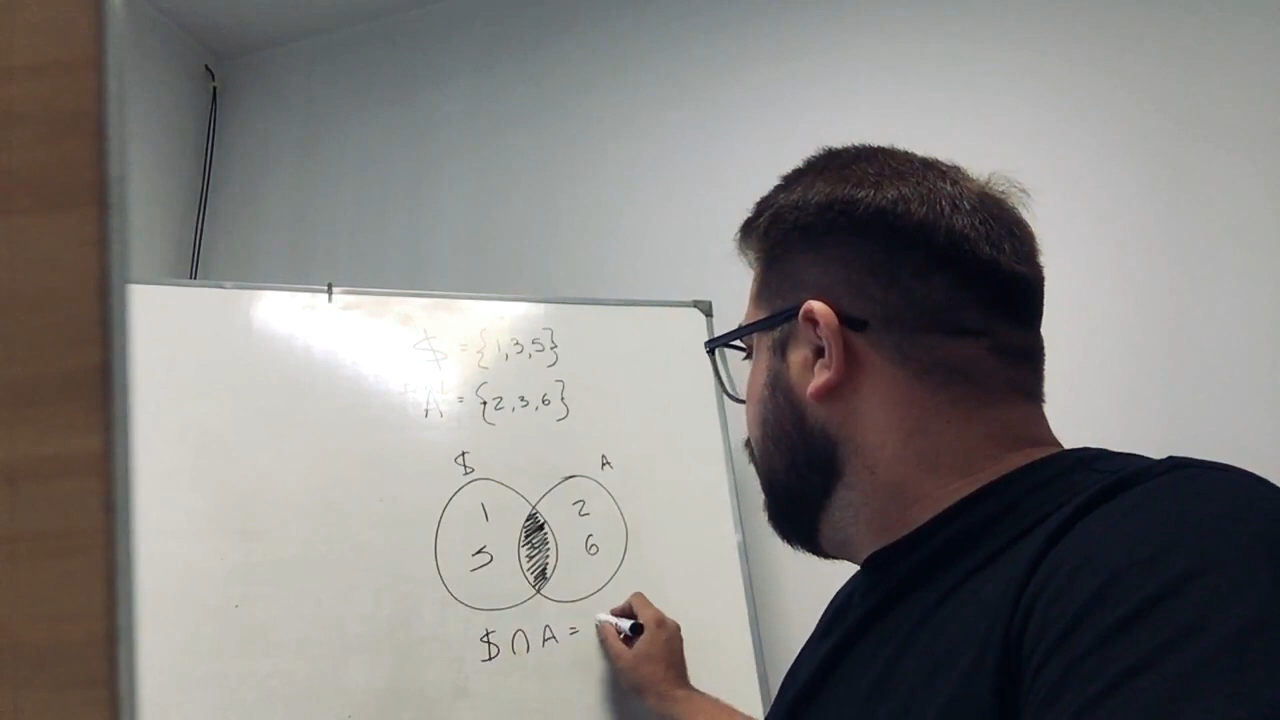 $ = {1,3,5}
A = {2,3,6}
$ A
1 2
5 6
$ ∩ A =